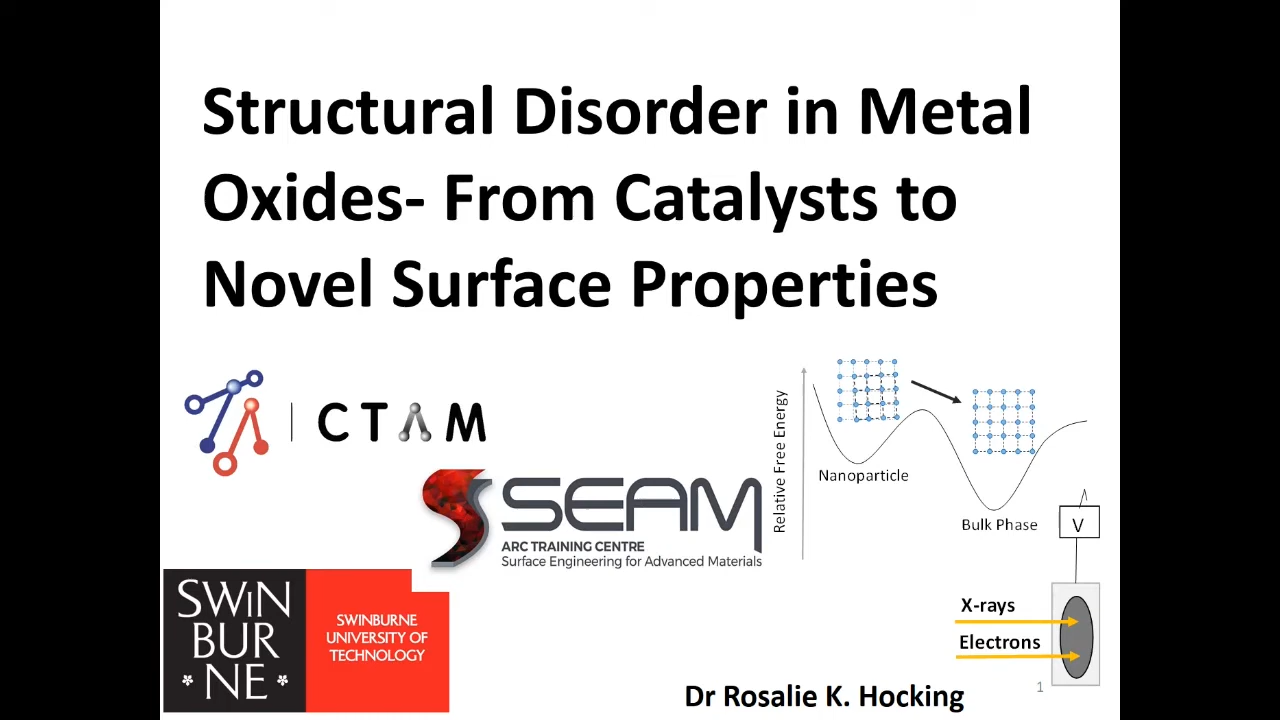 Structural Disorder in Metal
Oxides- From Catalysts to
Novel Surface Properties
CTAM
SEAM
ARC TRAINING CENTRE
Surface Engineering for Advanced Materials
Relative Free Energy
Nanoparticle
Bulk Phase
V
X-rays
Electrons
SWiN
BUR
NE
SWINBURNE
UNIVERSITY OF
TECHNOLOGY
Dr Rosalie K. Hocking
1